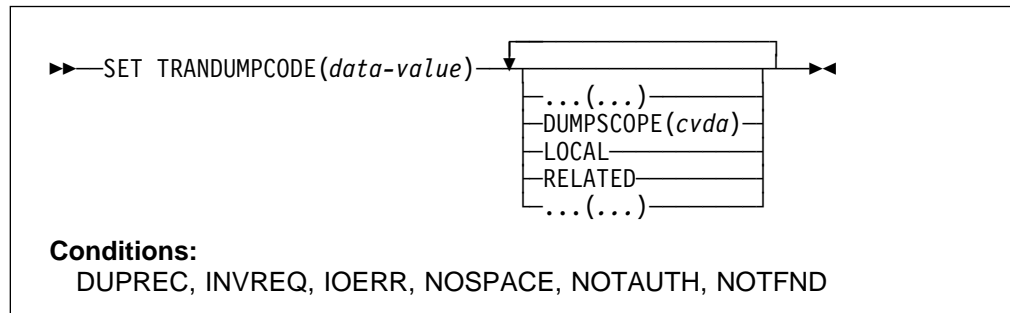 ►►──SET TRANDUMPCODE(data-value)──►◄
...(...)
DUMPSCOPE(cvda)
LOCAL
RELATED
...(...)
Conditions:
DUPREC, INVREQ, IOERR, NOSPACE, NOTAUTH, NOTFND